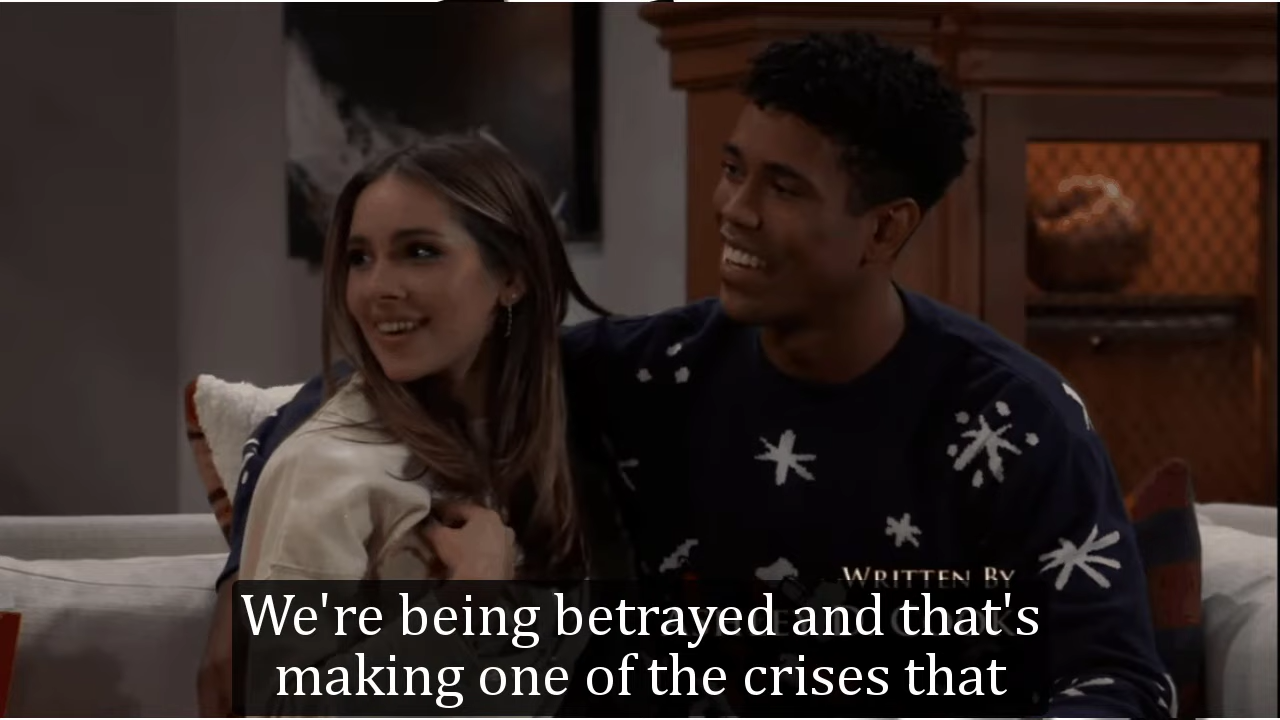 WRITTEN BY
We're being betrayed and that's
making one of the crises that